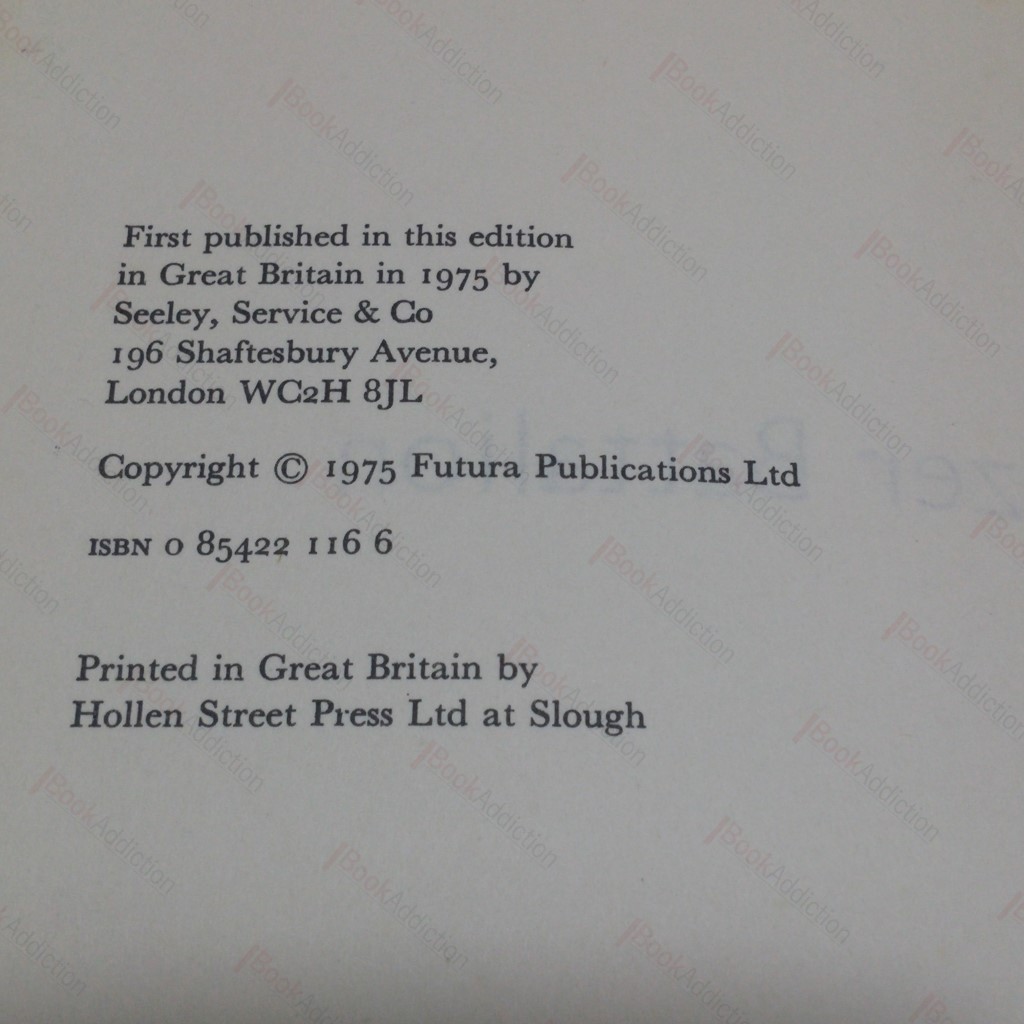 First published in this edition
in Great Britain in 1975 by
Seeley, Service & Co
196 Shaftesbury Avenue,
London WC2H 8JL
Copyright © 1975 Futura Publications Ltd
ISBN 0 85422 116 6
Printed in Great Britain by
Hollen Street Press Ltd at Slough
BookAddiction